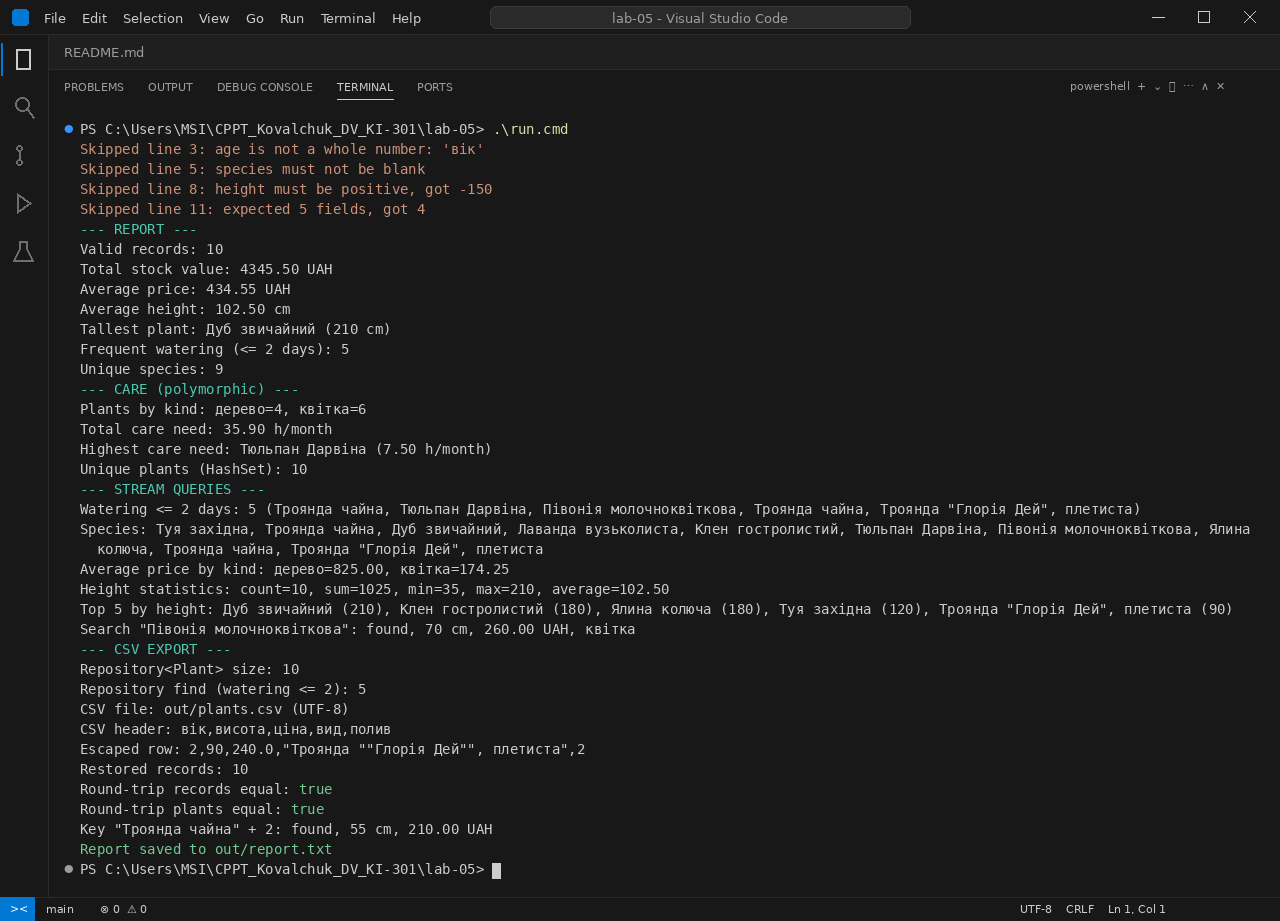 File Edit Selection View Go Run Terminal Help
lab-05 - Visual Studio Code
README.md
PROBLEMS OUTPUT DEBUG CONSOLE TERMINAL PORTS
powershell + ⌄ ▯ ··· ∧ ×
PS C:\Users\MSI\CPPT_Kovalchuk_DV_KI-301\lab-05> .\run.cmd
Skipped line 3: age is not a whole number: 'вік'
Skipped line 5: species must not be blank
Skipped line 8: height must be positive, got -150
Skipped line 11: expected 5 fields, got 4
--- REPORT ---
Valid records: 10
Total stock value: 4345.50 UAH
Average price: 434.55 UAH
Average height: 102.50 cm
Tallest plant: Дуб звичайний (210 cm)
Frequent watering (<= 2 days): 5
Unique species: 9
--- CARE (polymorphic) ---
Plants by kind: дерево=4, квітка=6
Total care need: 35.90 h/month
Highest care need: Тюльпан Дарвіна (7.50 h/month)
Unique plants (HashSet): 10
--- STREAM QUERIES ---
Watering <= 2 days: 5 (Троянда чайна, Тюльпан Дарвіна, Півонія молочноквіткова, Троянда чайна, Троянда "Глорія Дей", плетиста)
Species: Туя західна, Троянда чайна, Дуб звичайний, Лаванда вузьколиста, Клен гостролистий, Тюльпан Дарвіна, Півонія молочноквіткова, Ялина
колюча, Троянда чайна, Троянда "Глорія Дей", плетиста
Average price by kind: дерево=825.00, квітка=174.25
Height statistics: count=10, sum=1025, min=35, max=210, average=102.50
Top 5 by height: Дуб звичайний (210), Клен гостролистий (180), Ялина колюча (180), Туя західна (120), Троянда "Глорія Дей", плетиста (90)
Search "Півонія молочноквіткова": found, 70 cm, 260.00 UAH, квітка
--- CSV EXPORT ---
Repository<Plant> size: 10
Repository find (watering <= 2): 5
CSV file: out/plants.csv (UTF-8)
CSV header: вік,висота,ціна,вид,полив
Escaped row: 2,90,240.0,"Троянда ""Глорія Дей"", плетиста",2
Restored records: 10
Round-trip records equal: true
Round-trip plants equal: true
Key "Троянда чайна" + 2: found, 55 cm, 210.00 UAH
Report saved to out/report.txt
PS C:\Users\MSI\CPPT_Kovalchuk_DV_KI-301\lab-05>
>< main ⊗ 0 ⚠ 0 UTF-8 CRLF Ln 1, Col 1